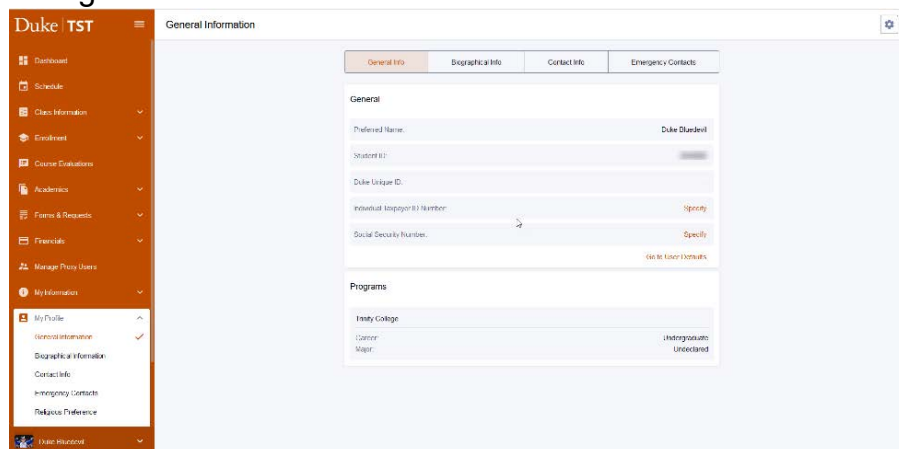 Duke TST
General Information
Dashboard
Schedule
Class Information
Enrollment
Course Evaluations
Academics
Forms & Requests
Financials
Manage Proxy Users
My Information
My Profile
General Information
Biographical Information
Contact Info
Emergency Contacts
Religious Preference
Duke Bluedevil
General Info
Biographical Info
Contact Info
Emergency Contacts
General
Preferred Name: Duke Bluedevil
Student ID:
Duke Unique ID:
Individual Taxpayer ID Number: Specify
Social Security Number: Specify
Go to User Defaults
Programs
Trinity College
Career: Undergraduate
Major: Undeclared